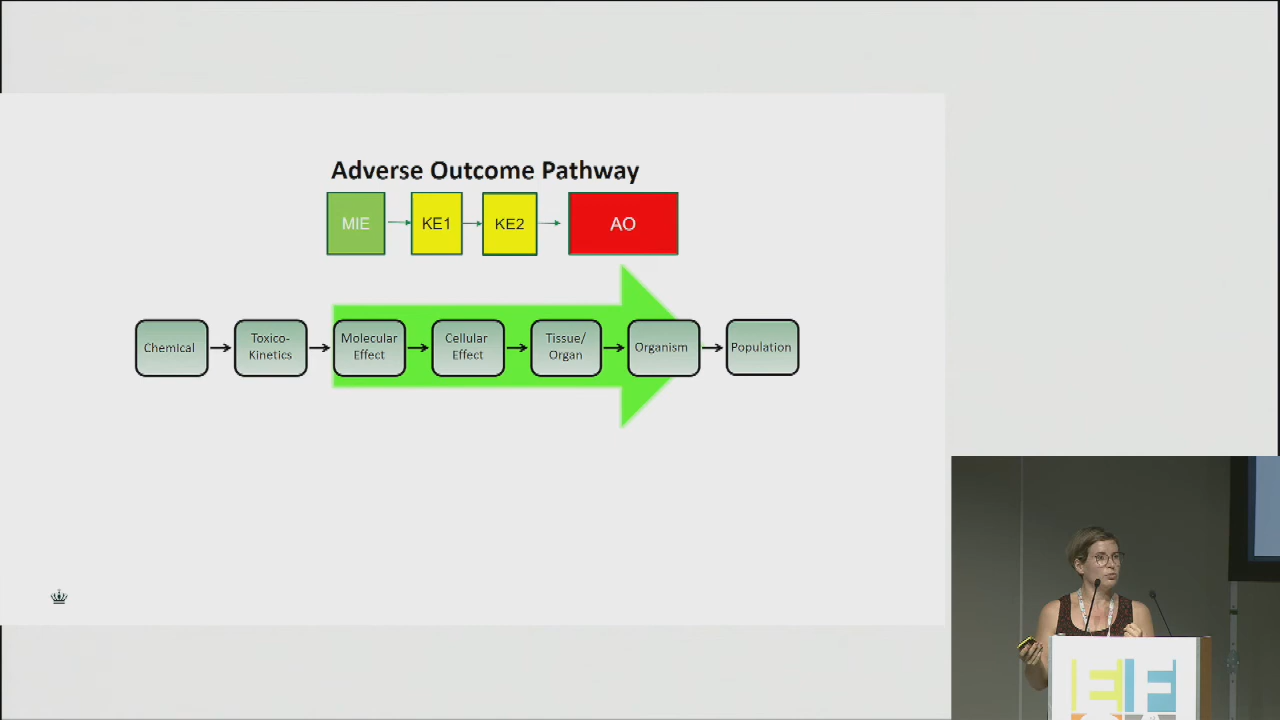 Adverse Outcome Pathway
MIE
KE1
KE2
AO
Chemical
Toxico-
Kinetics
Molecular
Effect
Cellular
Effect
Tissue/
Organ
Organism
Population